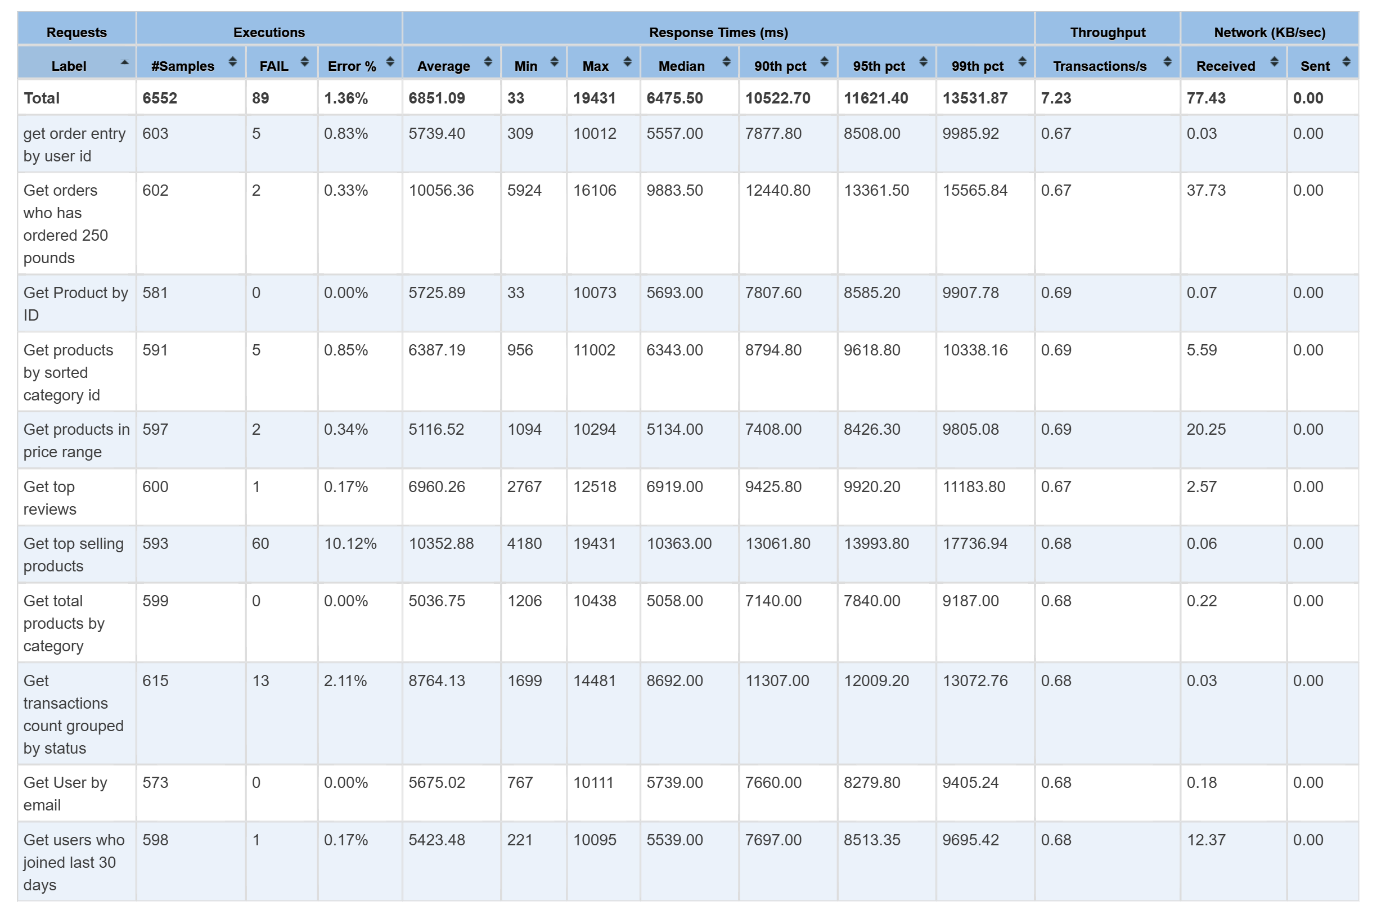 Requests Executions Response Times (ms) Throughput Network (KB/sec)
Label #Samples FAIL Error % Average Min Max Median 90th pct 95th pct 99th pct Transactions/s Received Sent
Total 6552 89 1.36% 6851.09 33 19431 6475.50 10522.70 11621.40 13531.87 7.23 77.43 0.00
get order entry 603 5 0.83% 5739.40 309 10012 5557.00 7877.80 8508.00 9985.92 0.67 0.03 0.00
by user id
Get orders 602 2 0.33% 10056.36 5924 16106 9883.50 12440.80 13361.50 15565.84 0.67 37.73 0.00
who has
ordered 250
pounds
Get Product by 581 0 0.00% 5725.89 33 10073 5693.00 7807.60 8585.20 9907.78 0.69 0.07 0.00
ID
Get products 591 5 0.85% 6387.19 956 11002 6343.00 8794.80 9618.80 10338.16 0.69 5.59 0.00
by sorted
category id
Get products in 597 2 0.34% 5116.52 1094 10294 5134.00 7408.00 8426.30 9805.08 0.69 20.25 0.00
price range
Get top 600 1 0.17% 6960.26 2767 12518 6919.00 9425.80 9920.20 11183.80 0.67 2.57 0.00
reviews
Get top selling 593 60 10.12% 10352.88 4180 19431 10363.00 13061.80 13993.80 17736.94 0.68 0.06 0.00
products
Get total 599 0 0.00% 5036.75 1206 10438 5058.00 7140.00 7840.00 9187.00 0.68 0.22 0.00
products by
category
Get 615 13 2.11% 8764.13 1699 14481 8692.00 11307.00 12009.20 13072.76 0.68 0.03 0.00
transactions
count grouped
by status
Get User by 573 0 0.00% 5675.02 767 10111 5739.00 7660.00 8279.80 9405.24 0.68 0.18 0.00
email
Get users who 598 1 0.17% 5423.48 221 10095 5539.00 7697.00 8513.35 9695.42 0.68 12.37 0.00
joined last 30
days